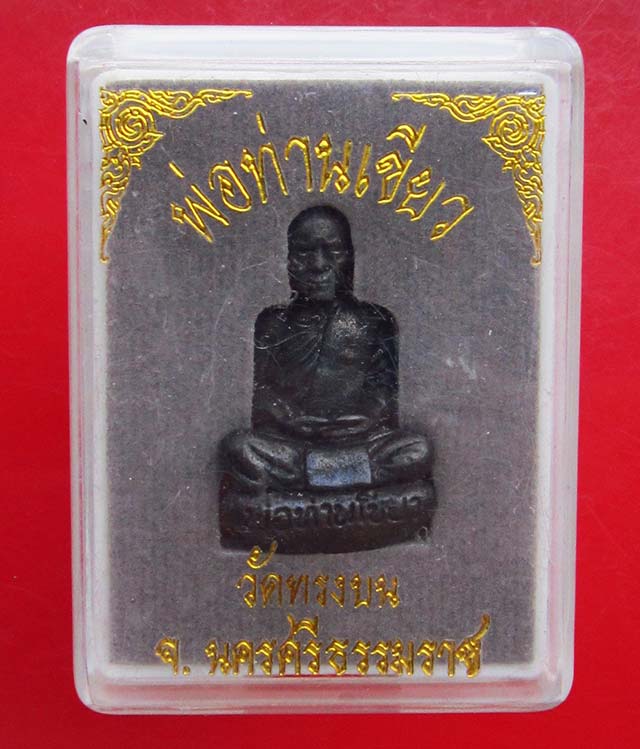 พ่อท่านเขียว
พ่อท่านเขียว
วัดทรงบน
จ. นครศรีธรรมราช